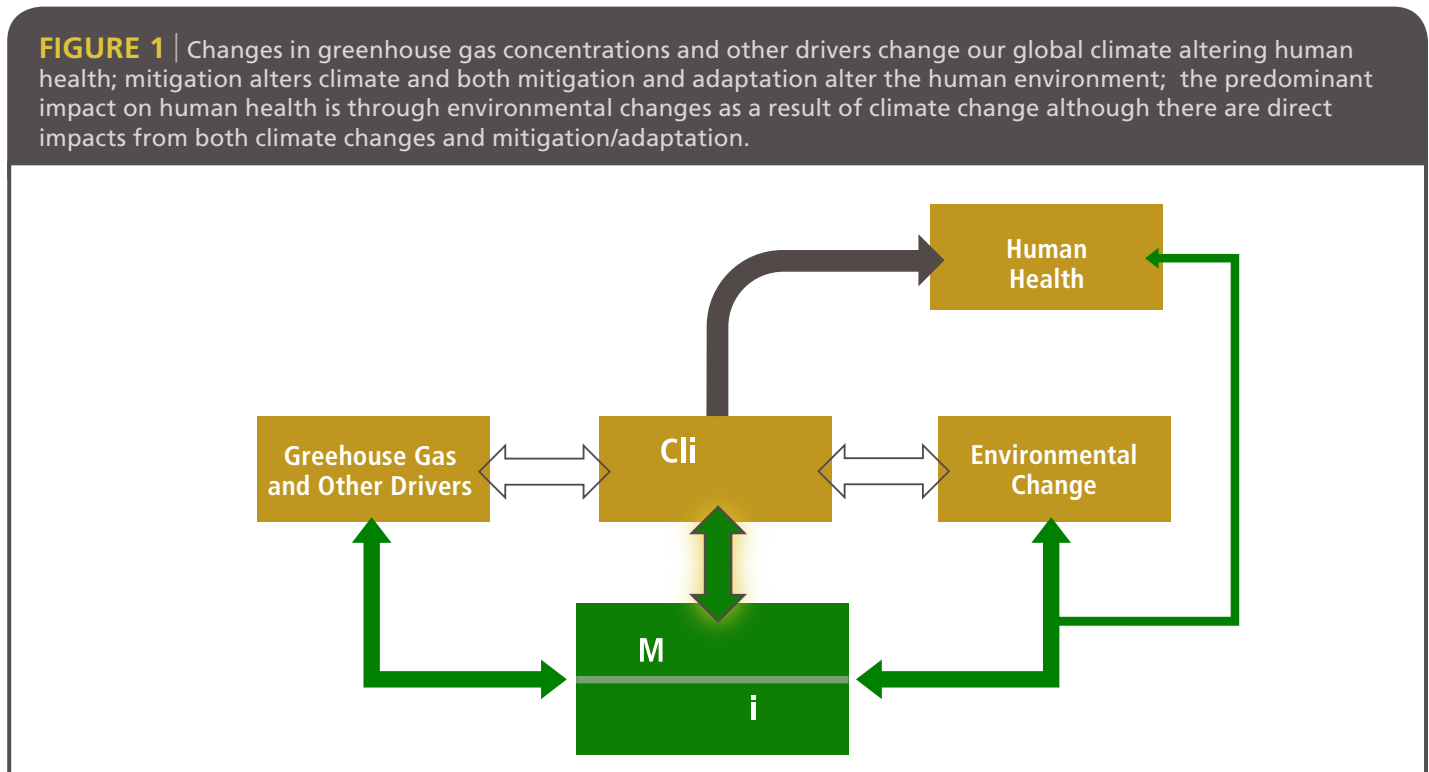 FIGURE 1 | Changes in greenhouse gas concentrations and other drivers change our global climate altering human
health; mitigation alters climate and both mitigation and adaptation alter the human environment; the predominant
impact on human health is through environmental changes as a result of climate change although there are direct
impacts from both climate changes and mitigation/adaptation.
Human
Health
Greehouse Gas
and Other Drivers
Cli
Environmental
Change
M
i